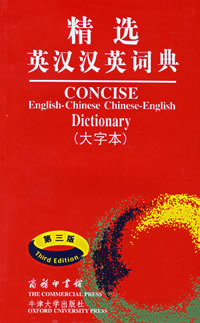 精选
英汉汉英词典
CONCISE
English-Chinese Chinese-English
Dictionary
(大字本)
第三版
Third Edition
商务印书馆
THE COMMERCIAL PRESS
牛津大学出版社
OXFORD UNIVERSITY PRESS